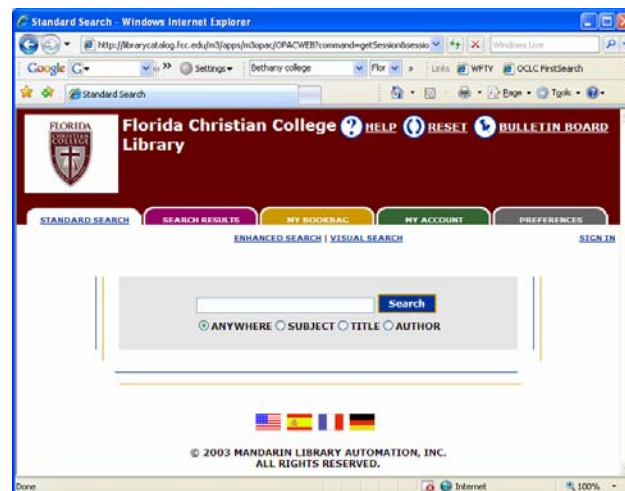 Standard Search - Windows Internet Explorer
http://librarycatalog.fcc.edu/m3/apps/m3opac/OPACWEB?command=getSession&sessio
Windows Live
Google G Settings Bethany college Flor » Links WFTV OCLC FirstSearch
Standard Search Page Tools
FLORIDA CHRISTIAN COLLEGE
Florida Christian College Library
HELP RESET BULLETIN BOARD
STANDARD SEARCH SEARCH RESULTS MY BOOKBAG MY ACCOUNT PREFERENCES
ENHANCED SEARCH | VISUAL SEARCH SIGN IN
Search
ANYWHERE SUBJECT TITLE AUTHOR
© 2003 MANDARIN LIBRARY AUTOMATION, INC.
ALL RIGHTS RESERVED.
Done Internet 100%